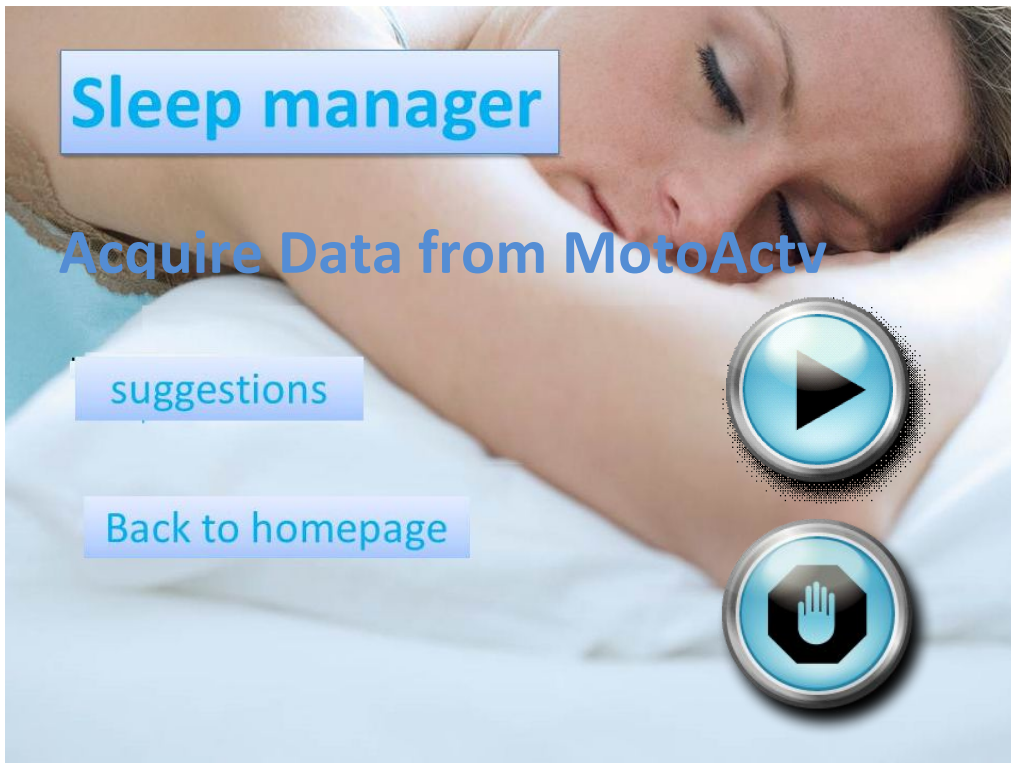 Sleep manager
Acquire Data from MotoActv
suggestions
Back to homepage